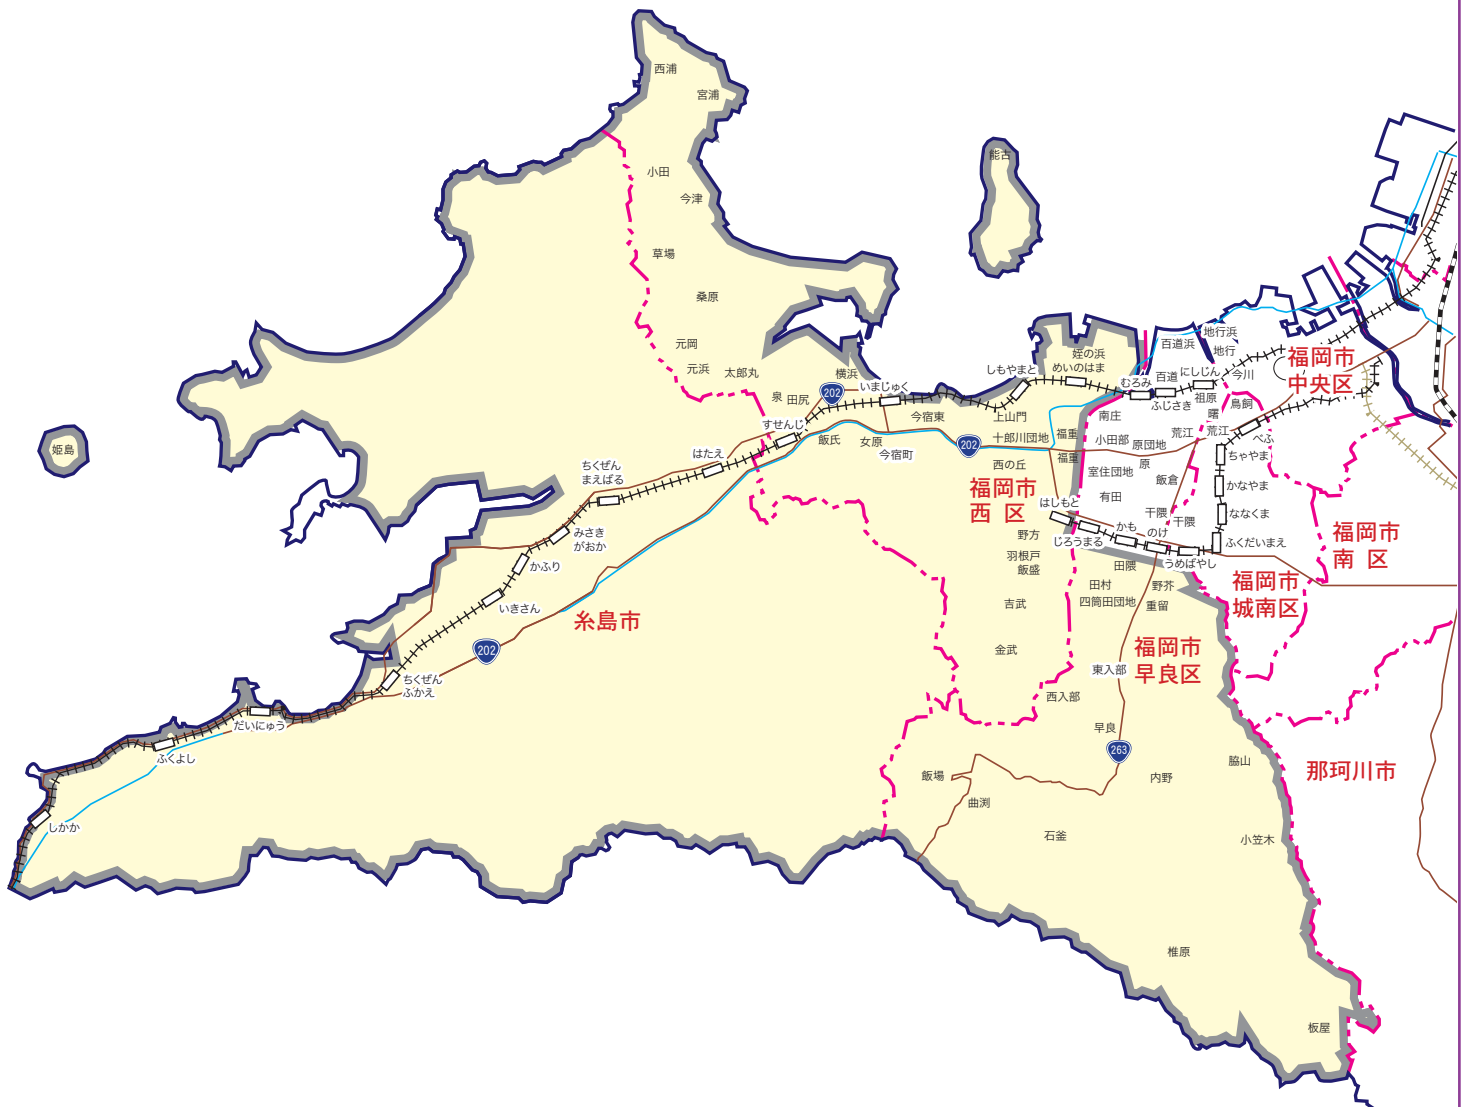 西浦
宮浦
小田
今津
草場
桑原
元岡
元浜
太郎丸
横浜
泉
田尻
能古
姫島
202
いまじゅく
しもやまと
姪の浜
めいのはま
むろみ
百道浜
地行浜
地行
百道
にしじん
今川
ふじさき
祖原
鳥飼
曙
福岡市
中央区
すせんじ
飯氏
女原
今宿町
今宿東
上山門
202
十郎川団地
福重
福重
南庄
小田部
原団地
荒江
荒江
べふ
原
ちゃやま
かなやま
ななくま
ふくだいまえ
はたえ
ちくぜん
まえばる
みさき
がおか
かふり
いきさん
202
ちくぜん
ふかえ
だいにゅう
ふくよし
しかか
糸島市
西の丘
福岡市
西 区
はしもと
室住団地
有田
飯倉
干隈
干隈
野方
じろうまる
かも
のけ
うめばやし
羽根戸
飯盛
田隈
吉武
田村
四箇田団地
野芥
重留
金武
福岡市
早良区
福岡市
城南区
福岡市
南 区
東入部
西入部
早良
263
飯場
曲渕
内野
脇山
石釜
小笠木
那珂川市
椎原
板屋